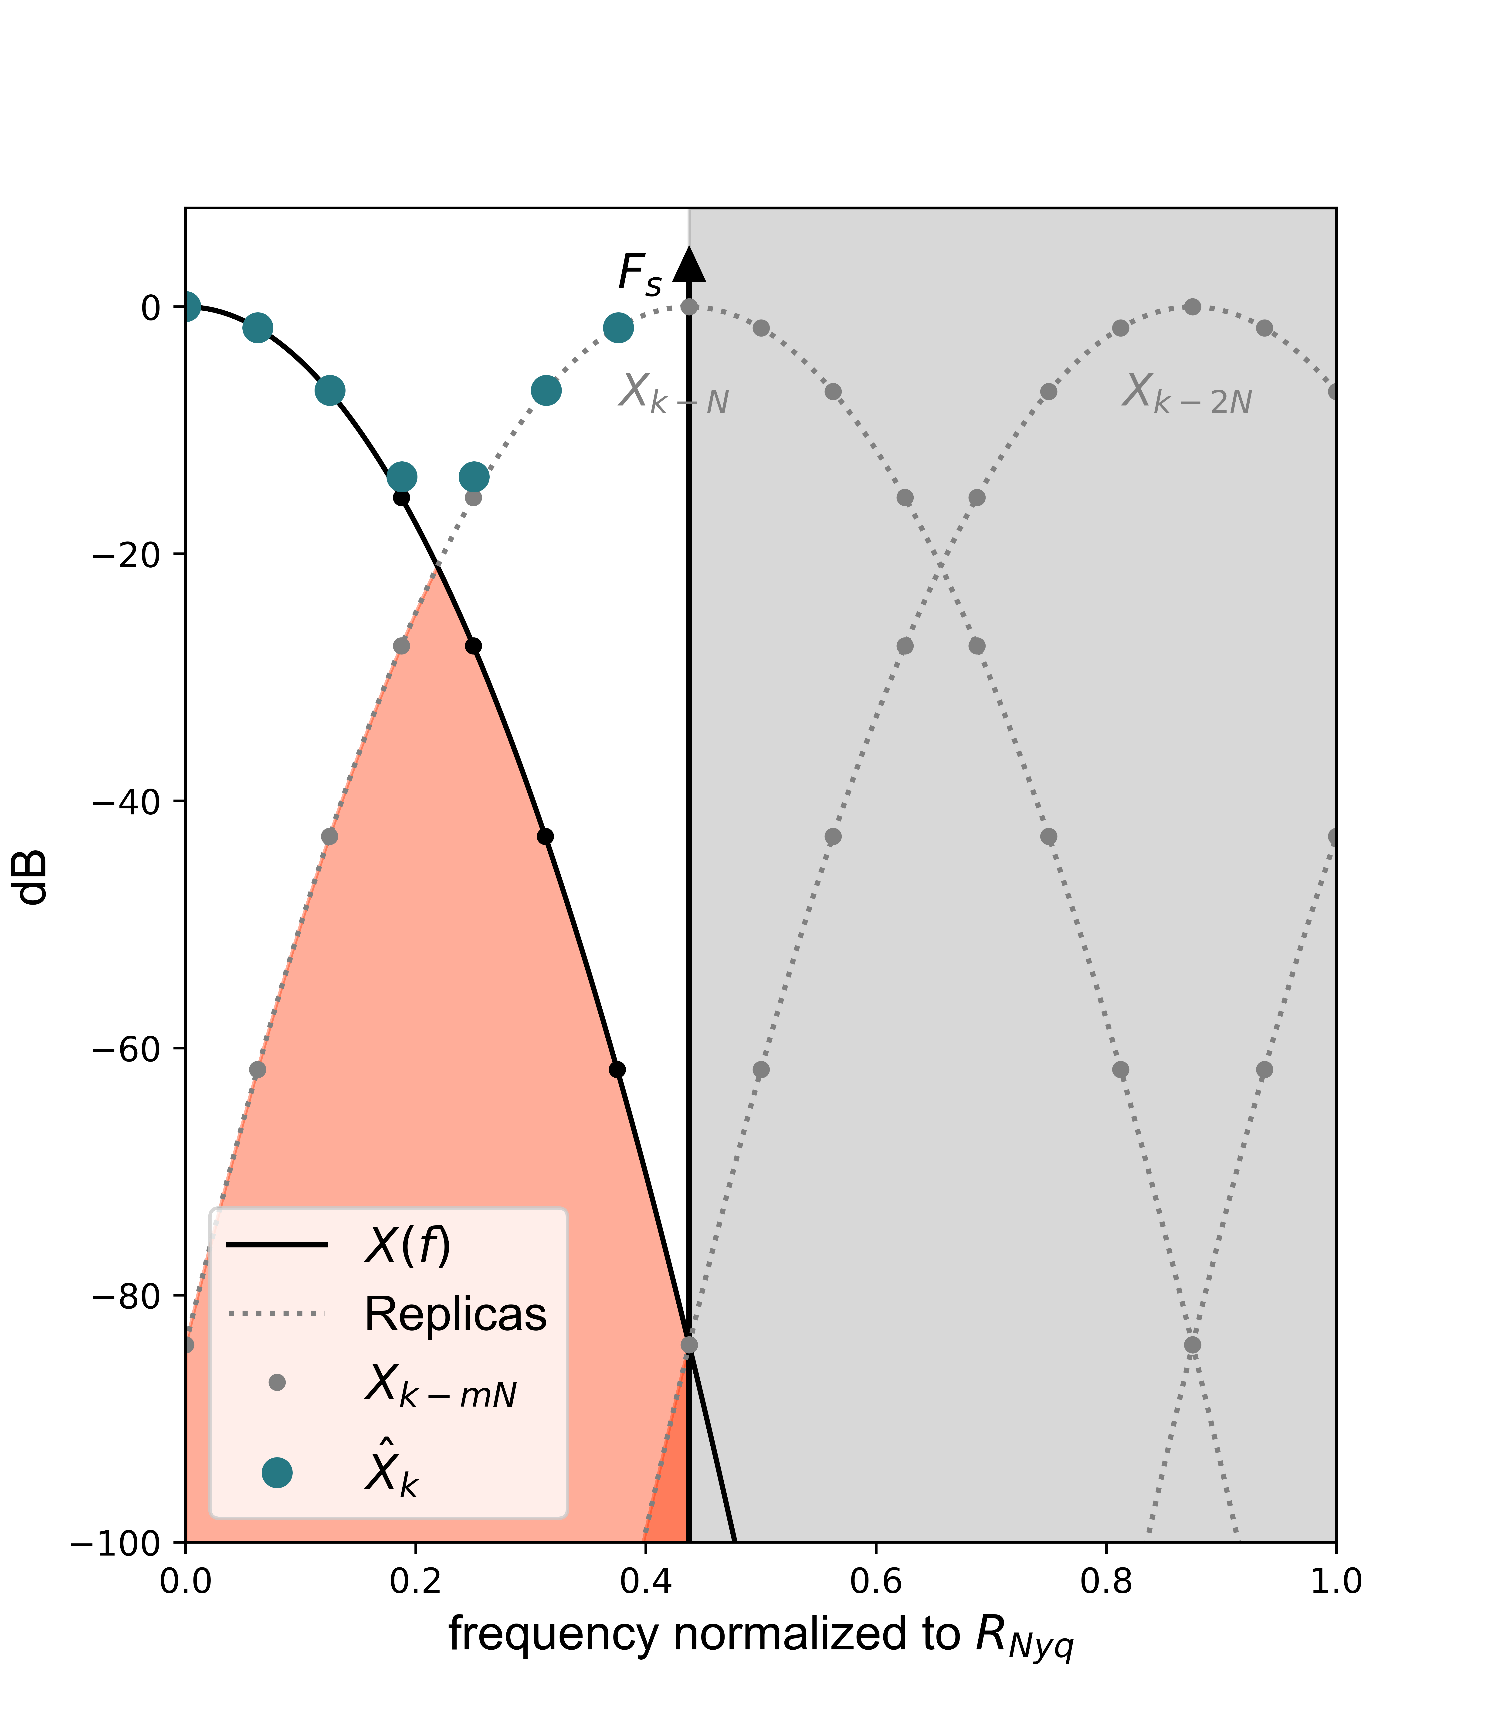 F_s
0
X_{k-N}
X_{k-2N}
−20
−40
dB
−60
X(f)
Replicas
−80
X_{k-mN}
X̂_k
−100
0.0 0.2 0.4 0.6 0.8 1.0
frequency normalized to R_{Nyq}